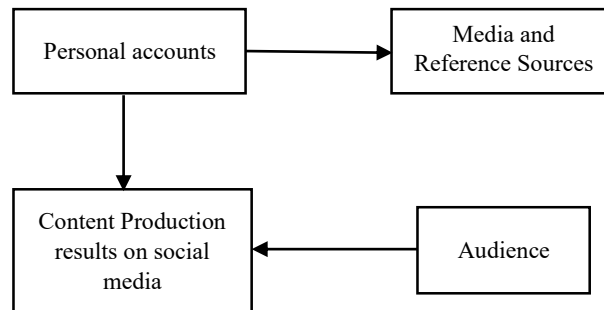 Personal accounts
Media and
Reference Sources
Content Production
results on social
media
Audience